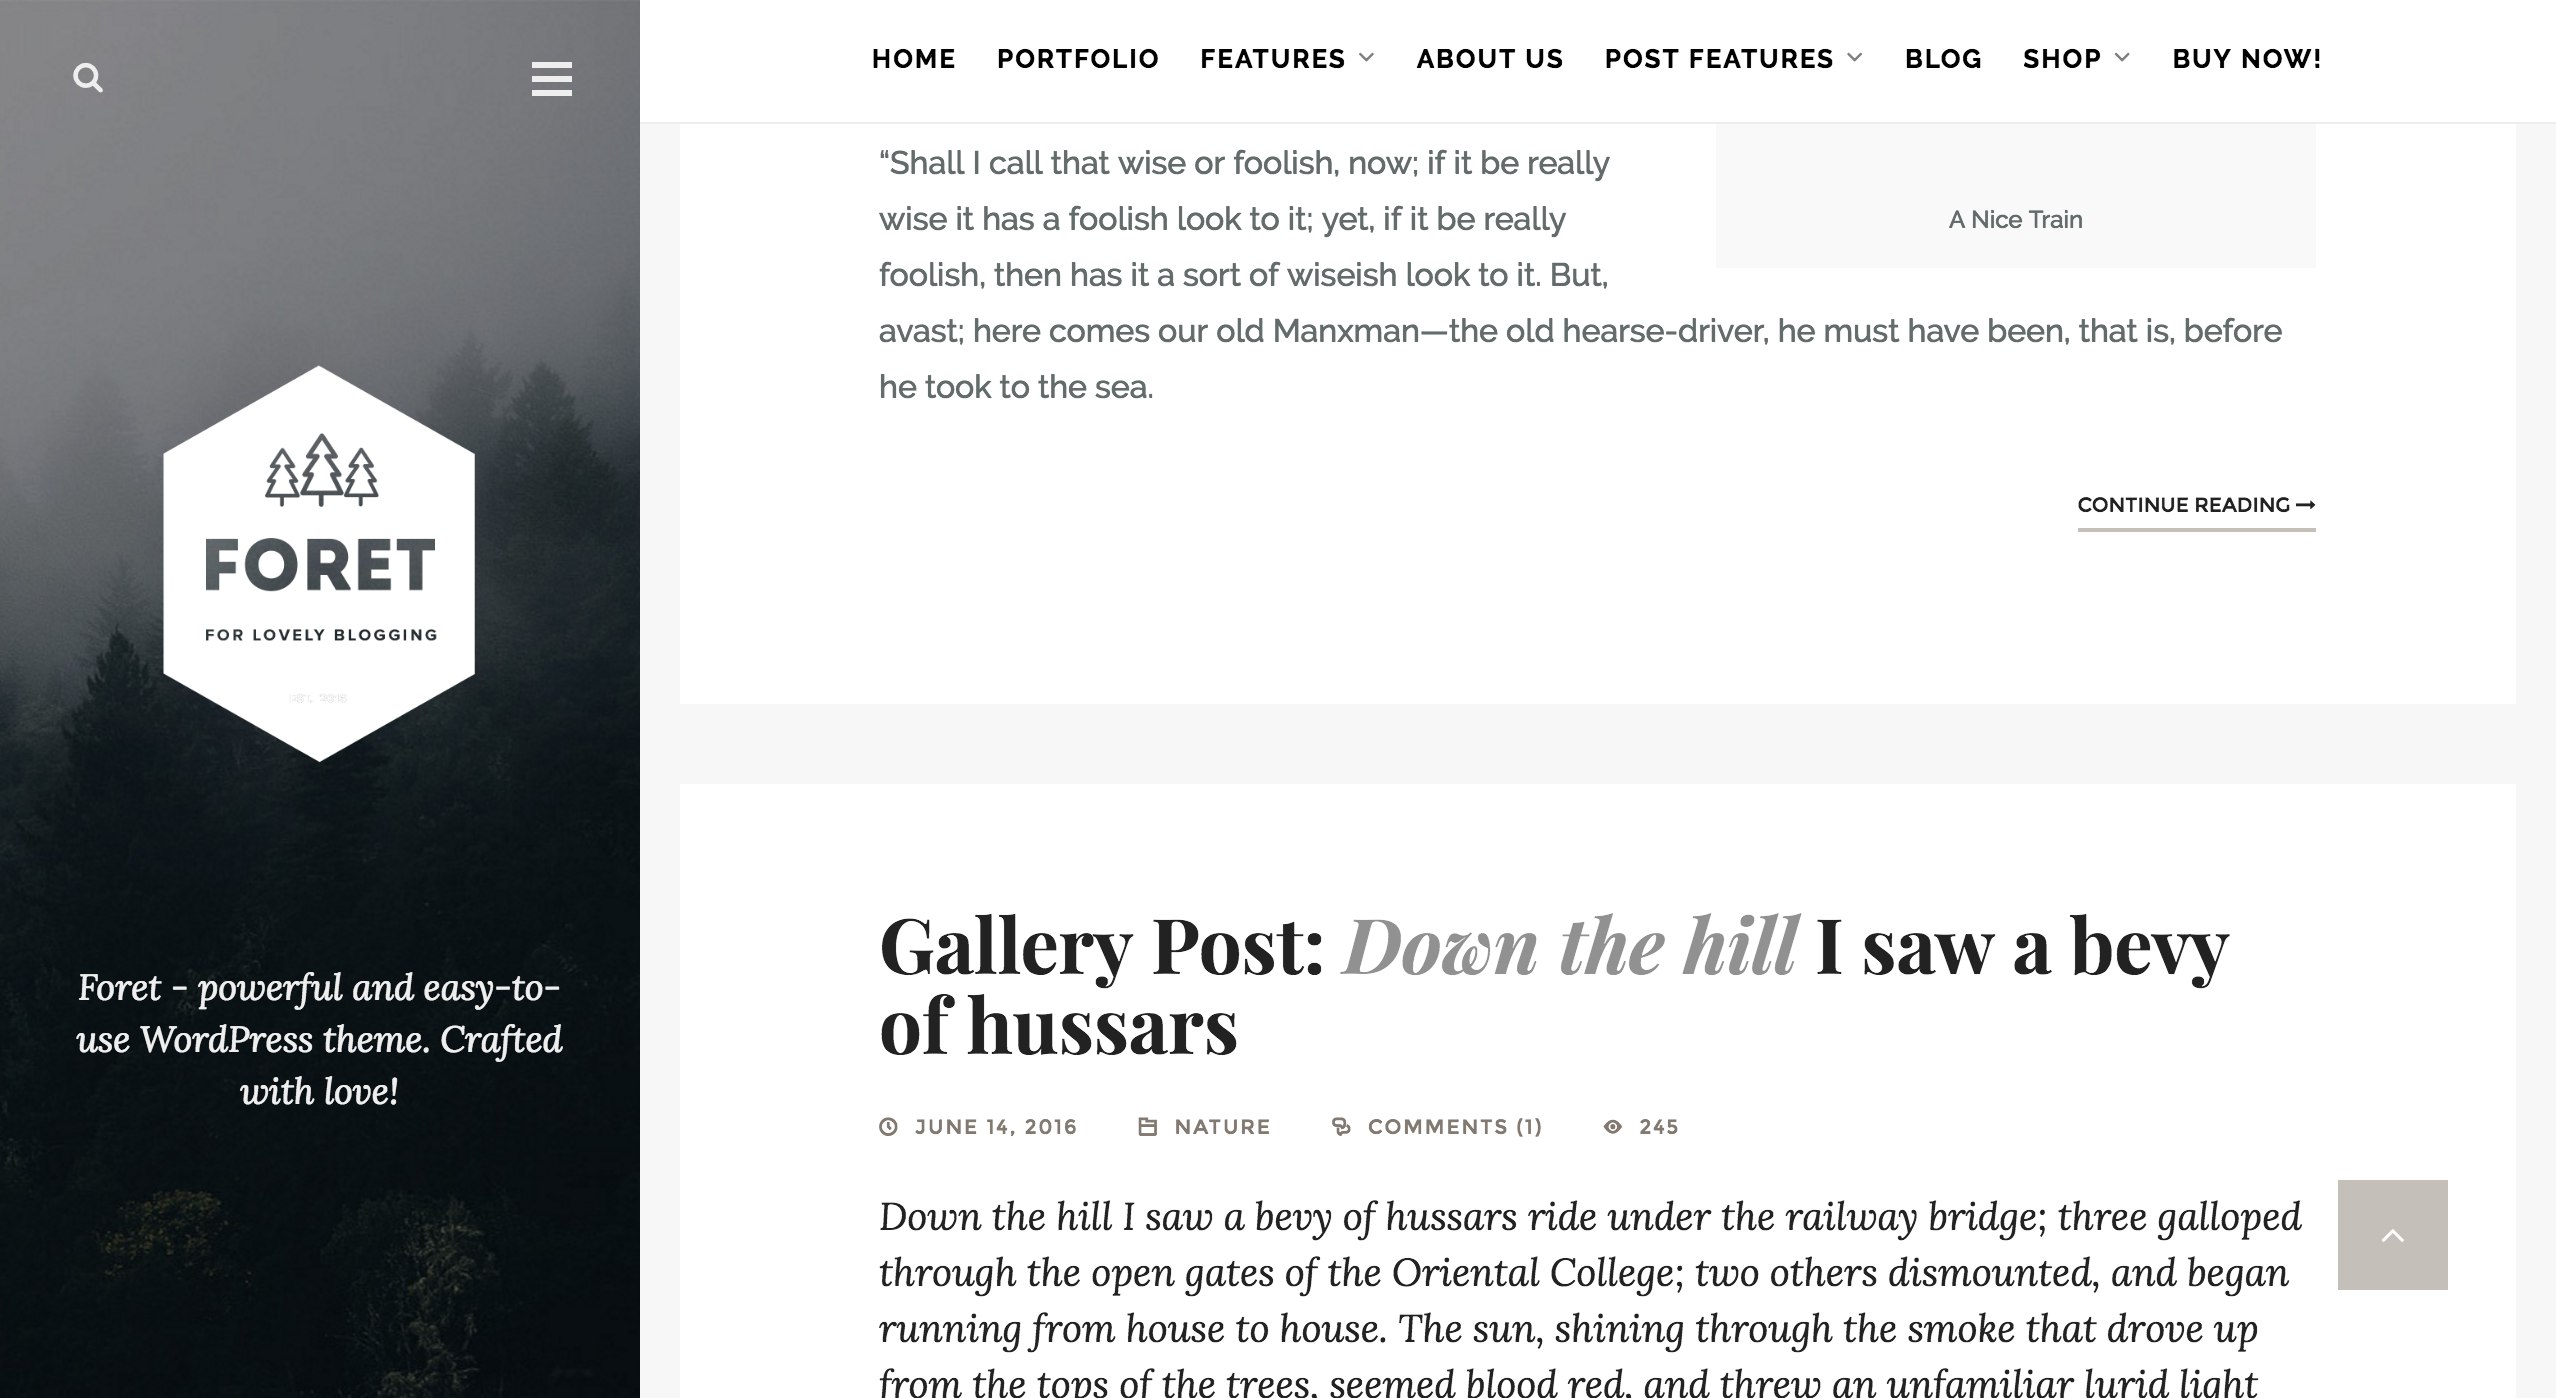 FORET
FOR LOVELY BLOGGING
Foret - powerful and easy-to-
use WordPress theme. Crafted
with love!
HOME PORTFOLIO FEATURES ABOUT US POST FEATURES BLOG SHOP BUY NOW!
“Shall I call that wise or foolish, now; if it be really
wise it has a foolish look to it; yet, if it be really
foolish, then has it a sort of wiseish look to it. But,
avast; here comes our old Manxman—the old hearse-driver, he must have been, that is, before
he took to the sea.
A Nice Train
CONTINUE READING →
Gallery Post: Down the hill I saw a bevy
of hussars
JUNE 14, 2016 NATURE COMMENTS (1) 245
Down the hill I saw a bevy of hussars ride under the railway bridge; three galloped
through the open gates of the Oriental College; two others dismounted, and began
running from house to house. The sun, shining through the smoke that drove up
from the tops of the trees, seemed blood red, and threw an unfamiliar lurid light